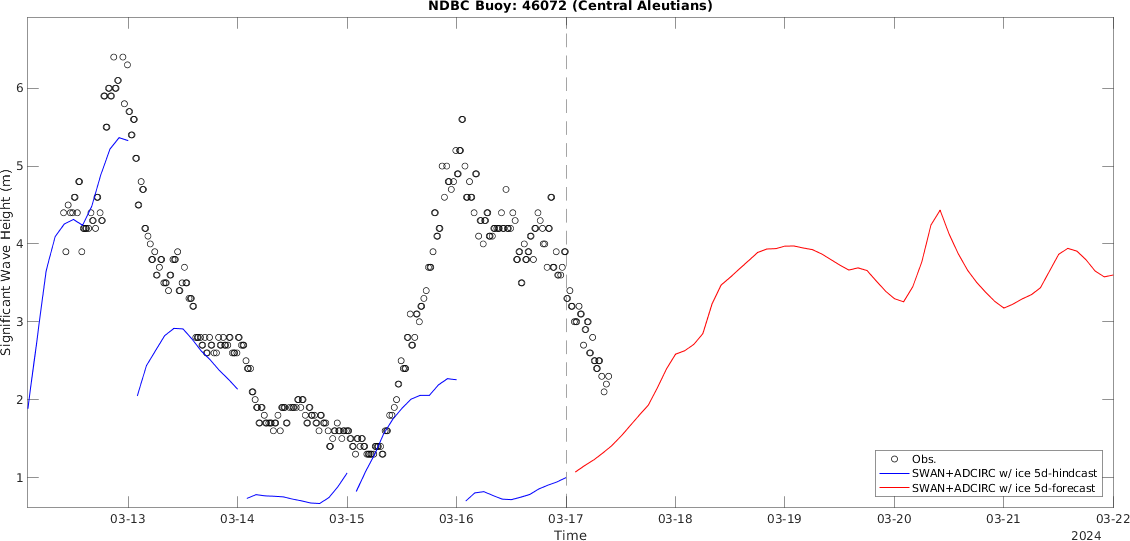 NDBC Buoy: 46072 (Central Aleutians)
Significant Wave Height (m)
6
5
4
3
2
1
03-13
03-14
03-15
03-16
03-17
03-18
03-19
03-20
03-21
03-22
Time
2024
Obs.
SWAN+ADCIRC w/ ice 5d-hindcast
SWAN+ADCIRC w/ ice 5d-forecast